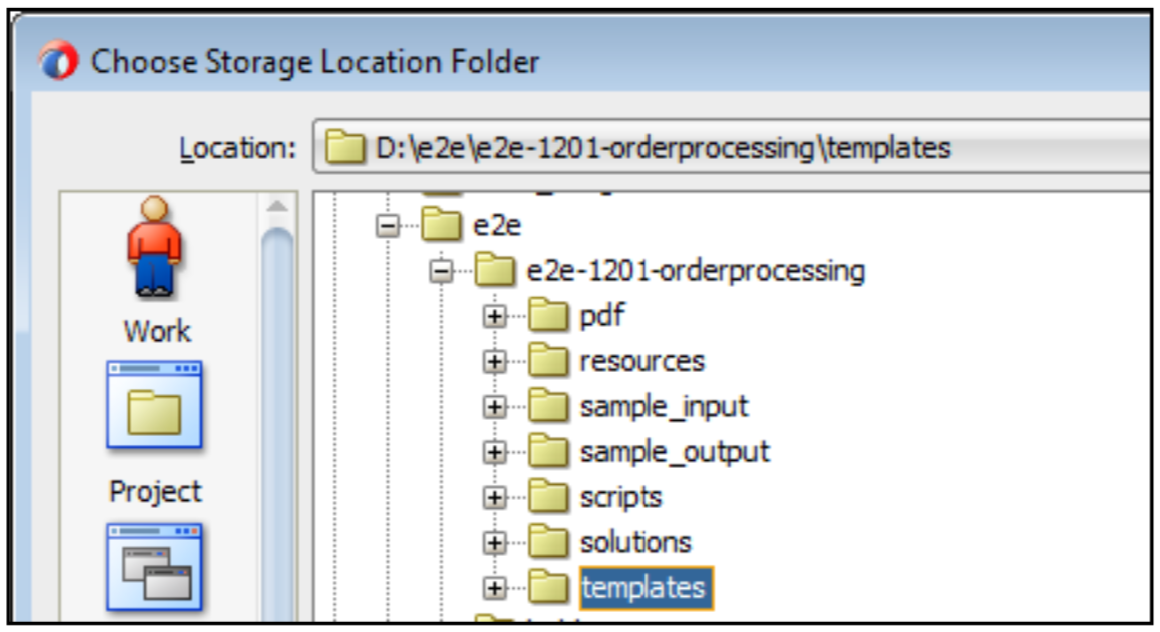 Choose Storage Location Folder
Location: D:\e2e\e2e-1201-orderprocessing\templates
e2e
e2e-1201-orderprocessing
pdf
resources
sample_input
sample_output
scripts
solutions
templates
Work
Project